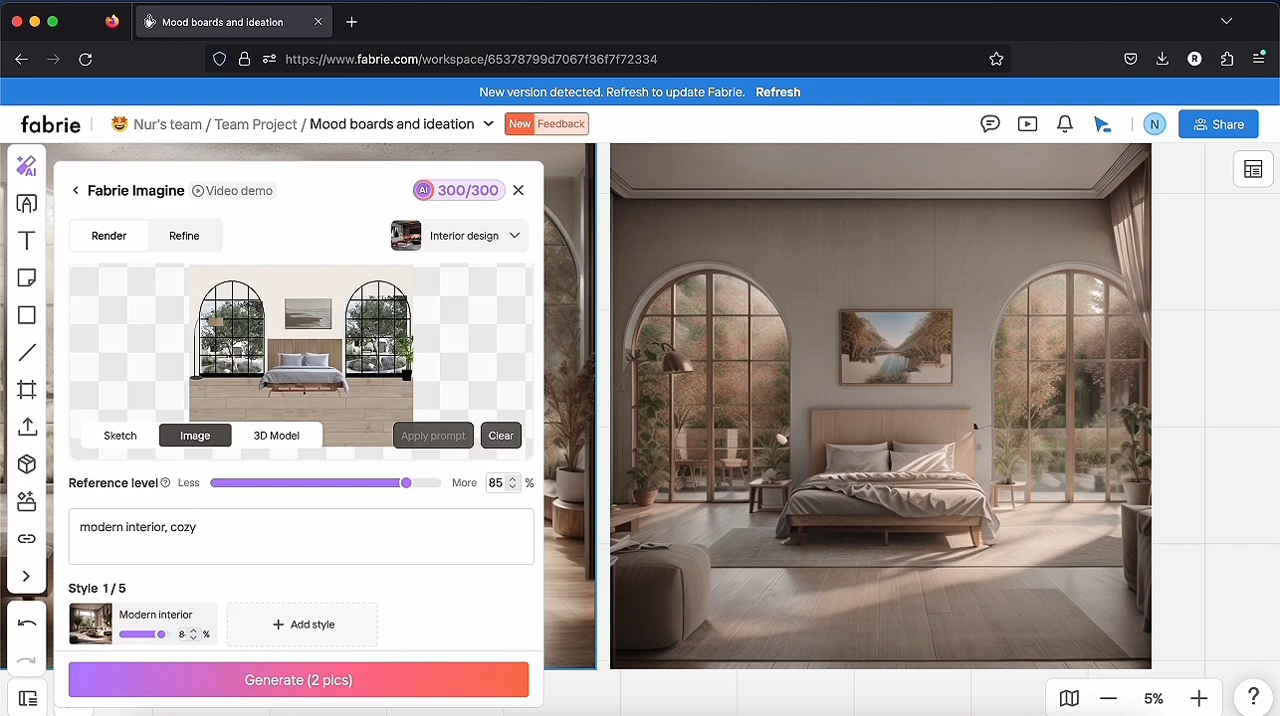 Mood boards and ideation
https://www.fabrie.com/workspace/65378799d7067f36f7f72334
R
New version detected. Refresh to update Fabrie. Refresh
fabrie
Nur's team / Team Project / Mood boards and ideation
New Feedback
N
Share
AI
Fabrie Imagine
Video demo
AI 300/300
Render
Refine
Interior design
T
Sketch
Image
3D Model
Apply prompt
Clear
Reference level
Less
More
85 %
modern interior, cozy
Style 1 / 5
Modern interior
%
+ Add style
Generate (2 pics)
5%
?